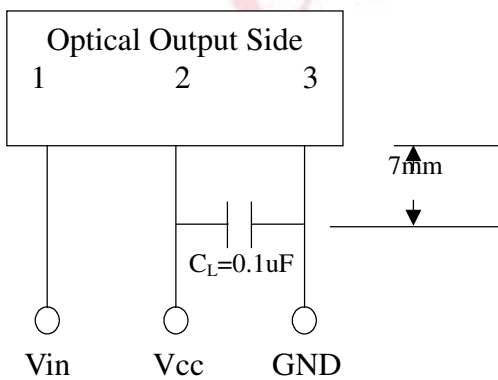 Optical Output Side
1 2 3
7mm
C_L=0.1uF
Vin Vcc GND